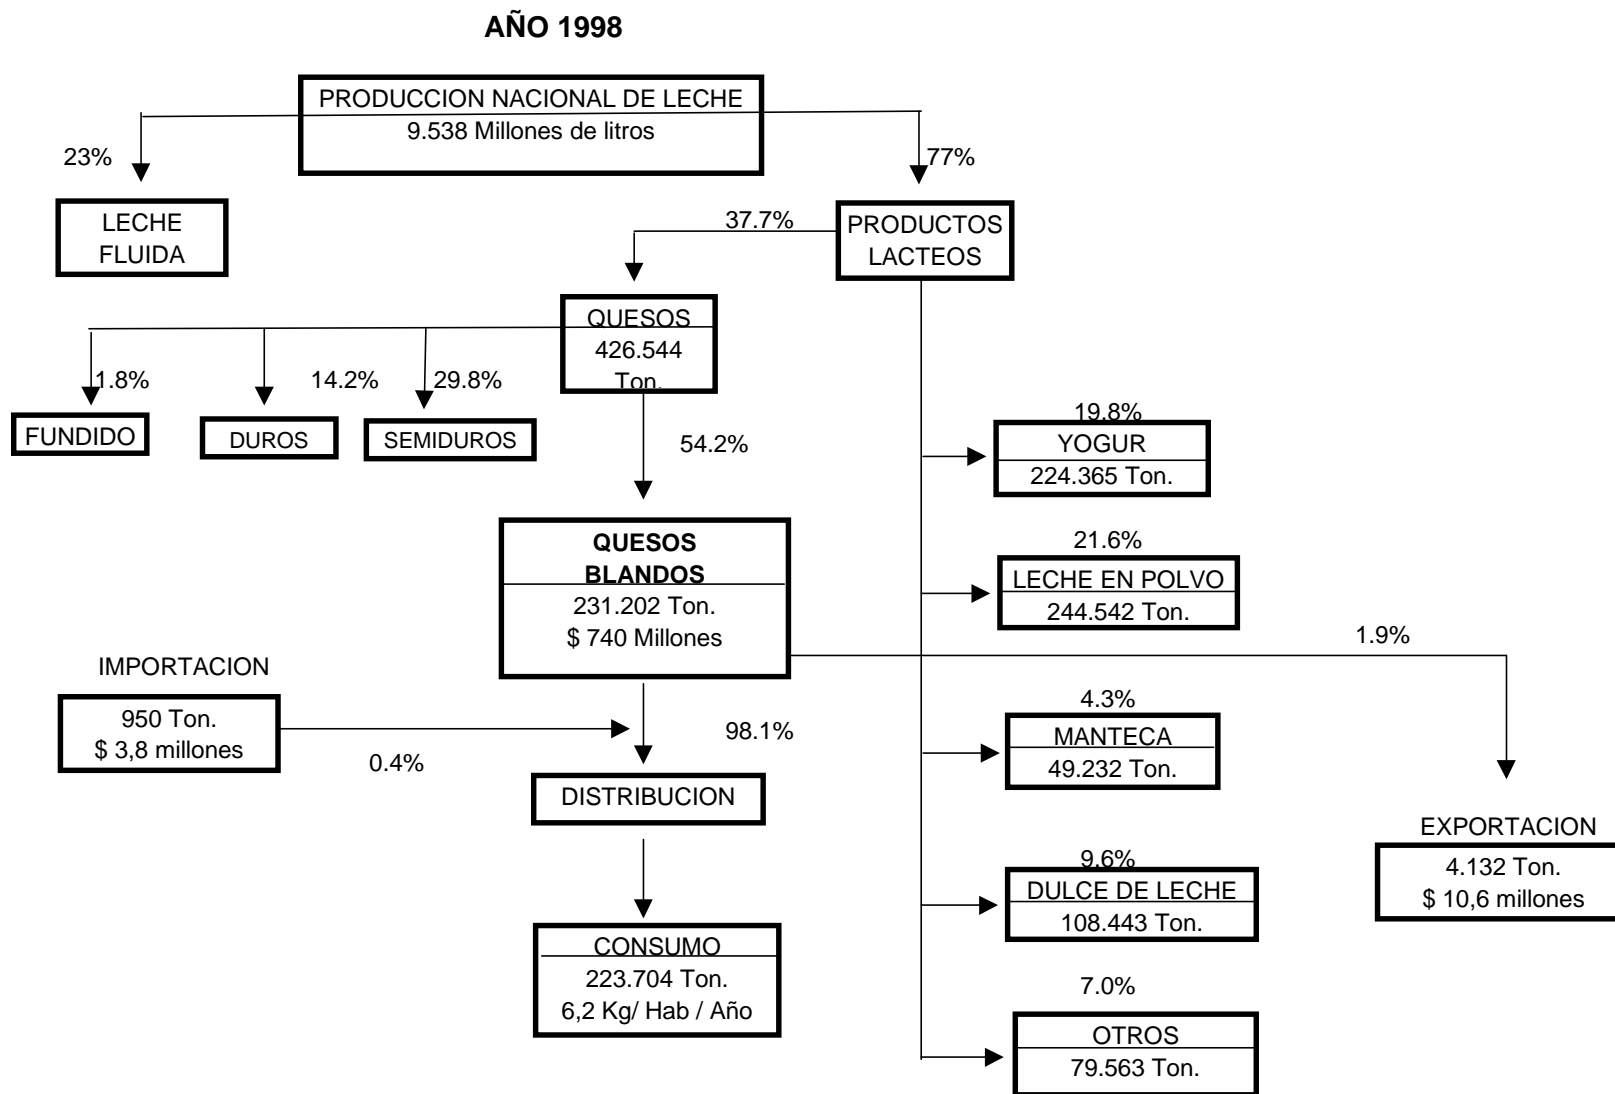 AÑO 1998
PRODUCCION NACIONAL DE LECHE
9.538 Millones de litros
23%
77%
LECHE
FLUIDA
37.7%
PRODUCTOS
LACTEOS
QUESOS
426.544
Ton.
1.8%
14.2%
29.8%
FUNDIDO
DUROS
SEMIDUROS
54.2%
19.8%
YOGUR
224.365 Ton.
QUESOS
BLANDOS
231.202 Ton.
$ 740 Millones
21.6%
LECHE EN POLVO
244.542 Ton.
1.9%
IMPORTACION
950 Ton.
$ 3,8 millones
0.4%
98.1%
4.3%
MANTECA
49.232 Ton.
DISTRIBUCION
EXPORTACION
4.132 Ton.
$ 10,6 millones
9.6%
DULCE DE LECHE
108.443 Ton.
CONSUMO
223.704 Ton.
6,2 Kg/ Hab / Año
7.0%
OTROS
79.563 Ton.